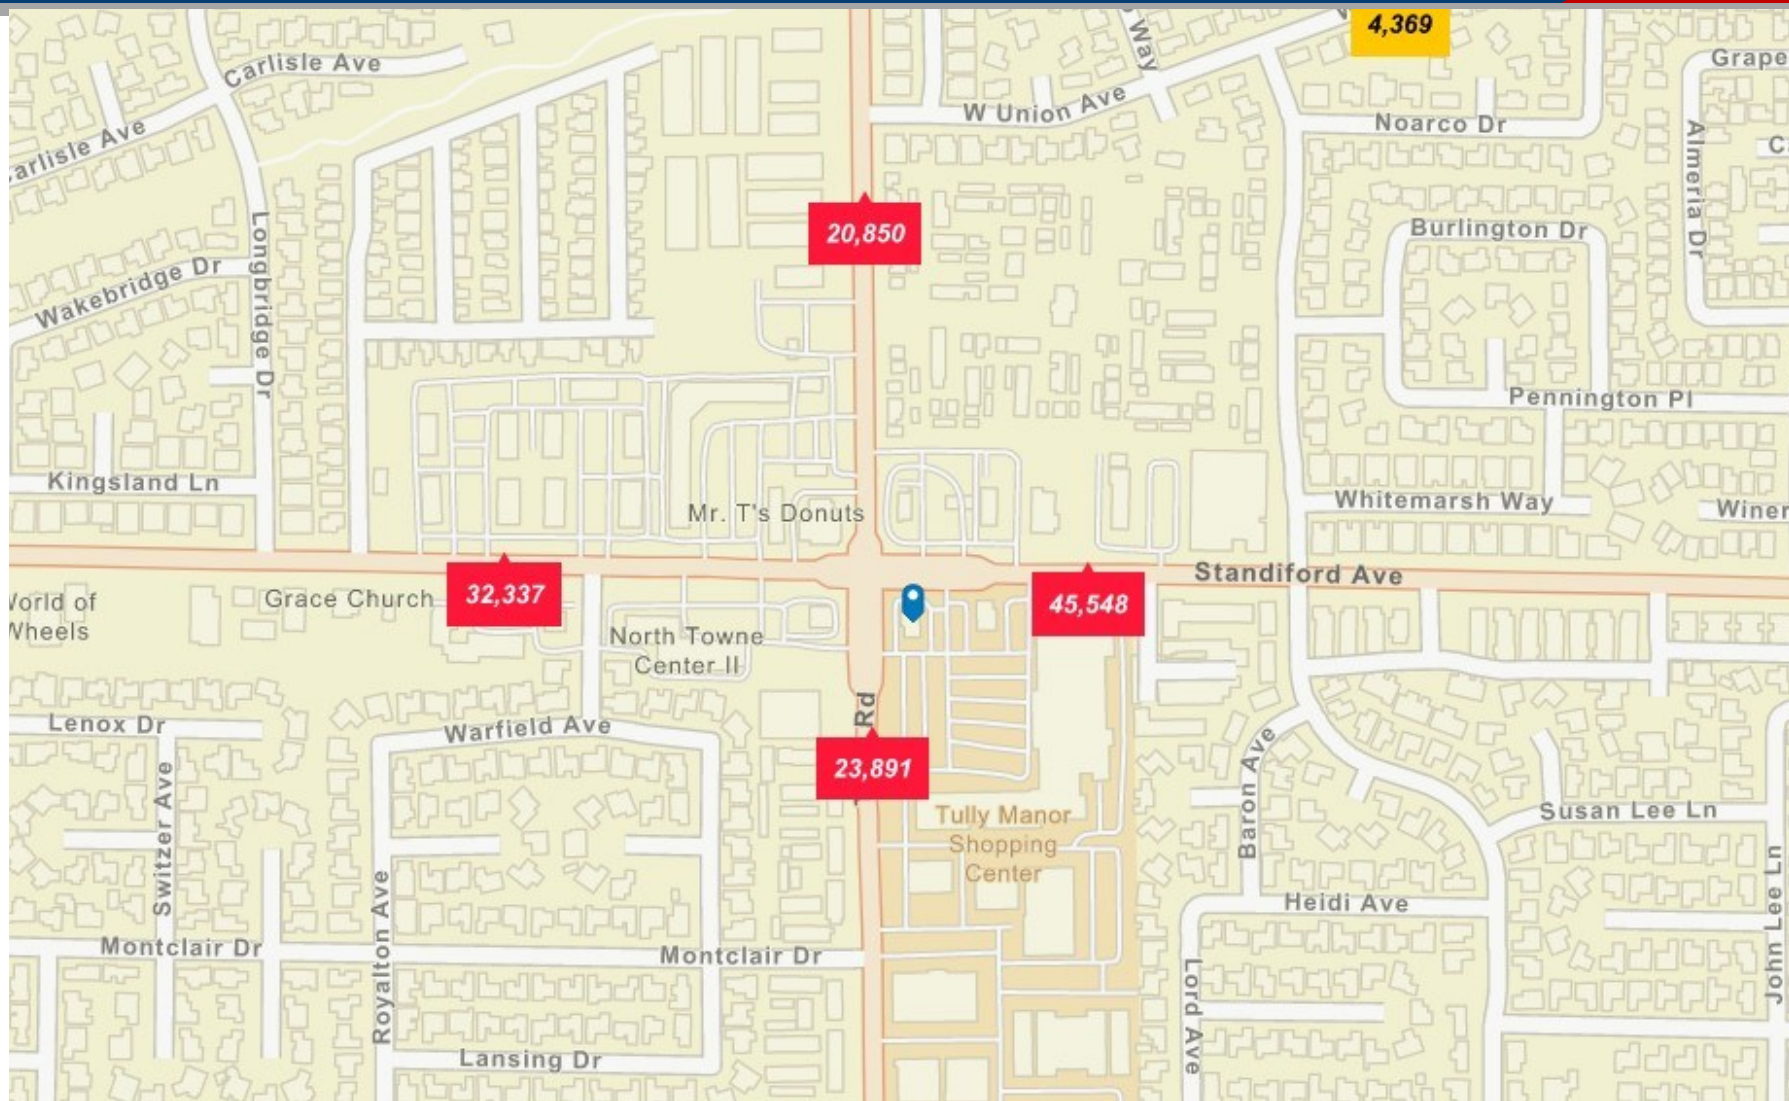 4,369
Carlisle Ave
Way
Grape
W Union Ave
Noarco Dr
Carlisle Ave
Almeria Dr
20,850
Burlington Dr
Longbridge Dr
Wakebridge Dr
Pennington Pl
Kingsland Ln
Whitemarsh Way
Mr. T's Donuts
Winer
Standiford Ave
32,337
45,548
Grace Church
World of
Wheels
North Towne
Center II
Rd
Lenox Dr
Warfield Ave
23,891
Baron Ave
Switzer Ave
Tully Manor
Shopping
Center
Susan Lee Ln
John Lee Ln
Royalton Ave
Heidi Ave
Montclair Dr
Montclair Dr
Lord Ave
Lansing Dr